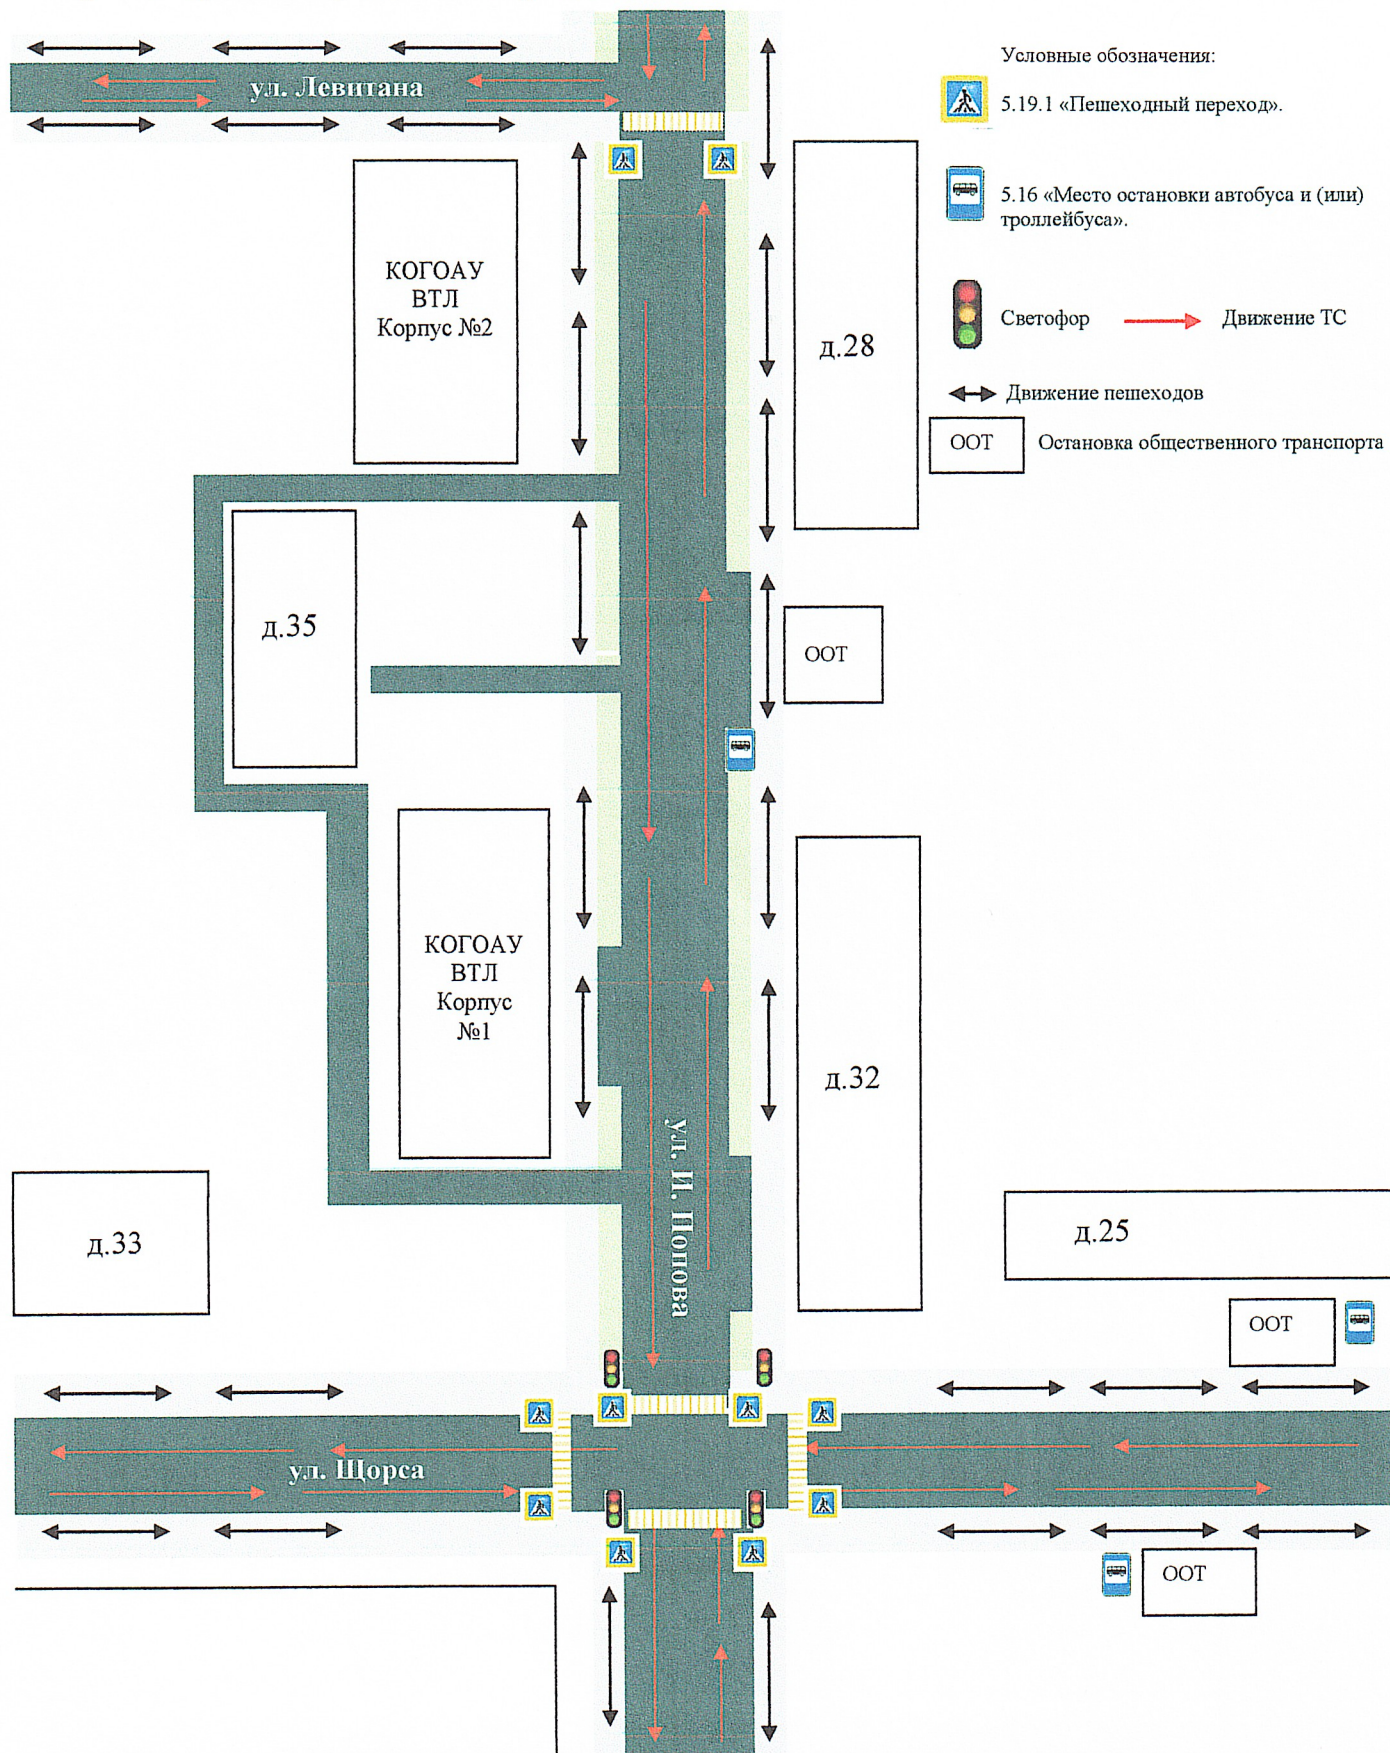 Условные обозначения:
5.19.1 «Пешеходный переход».
5.16 «Место остановки автобуса и (или)
троллейбуса».
Светофор
Движение ТС
Движение пешеходов
ООТ
Остановка общественного транспорта
ул. Левитана
КОГОАУ
ВТЛ
Корпус №2
д.28
д.35
ООТ
КОГОАУ
ВТЛ
Корпус
№1
д.32
ул. И. Попова
д.33
д.25
ООТ
ул. Щорса
ООТ